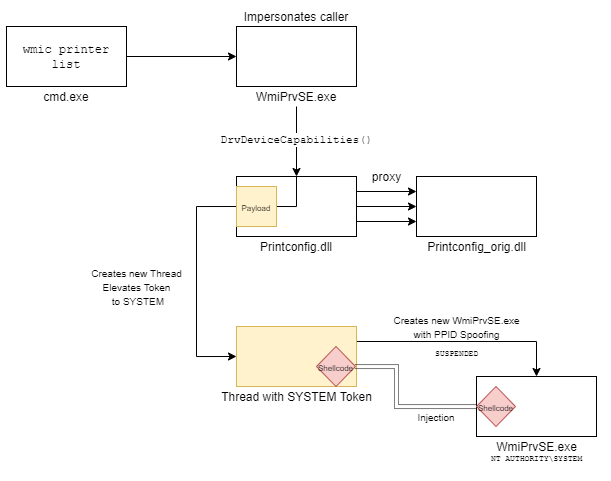 Impersonates caller
wmic printer
list
cmd.exe
WmiPrvSE.exe
DrvDeviceCapabilities()
proxy
Payload
Printconfig.dll
Printconfig_orig.dll
Creates new Thread
Elevates Token
to SYSTEM
Creates new WmiPrvSE.exe
with PPID Spoofing
SUSPENDED
Shellcode
Thread with SYSTEM Token
Shellcode
Injection
WmiPrvSE.exe
NT AUTHORITY\SYSTEM